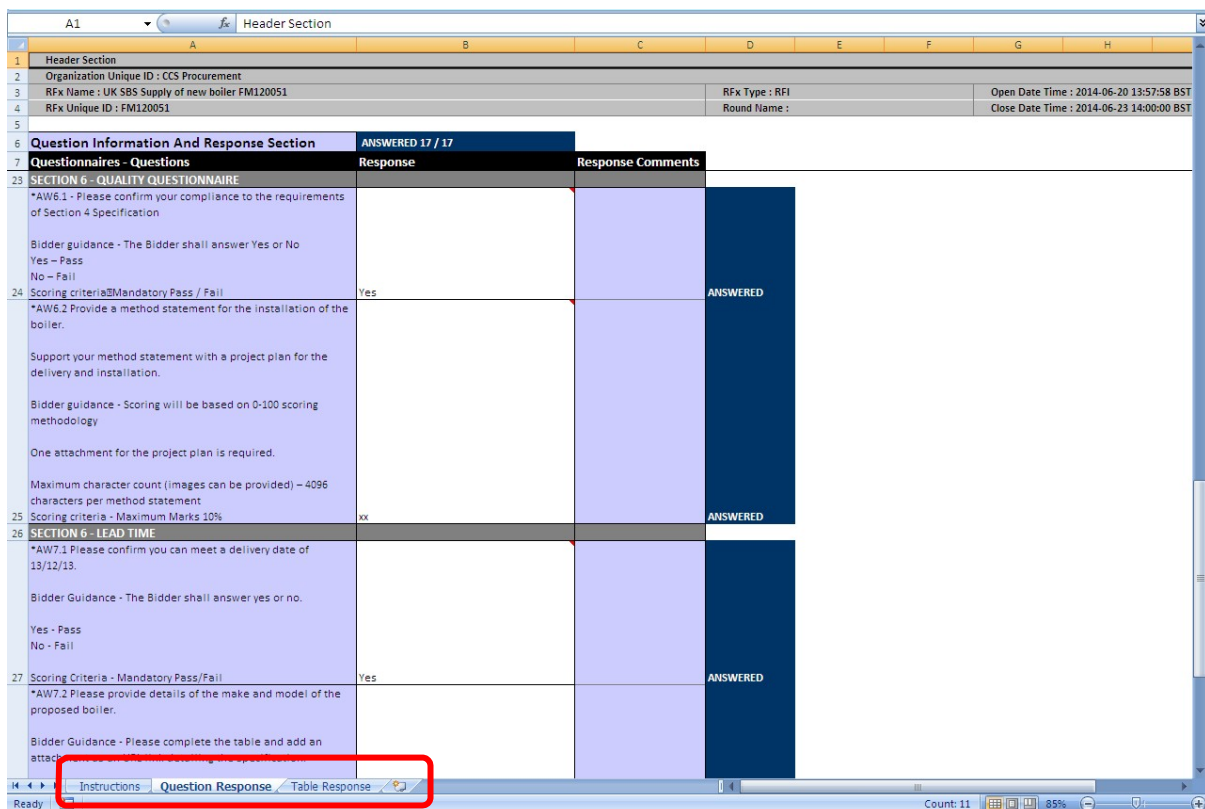 A1 fx Header Section
A B C D E F G H
1 Header Section
2 Organization Unique ID : CCS Procurement
3 RFx Name : UK SBS Supply of new boiler FM120051 RFx Type : RFI Open Date Time : 2014-06-20 13:57:58 BST
4 RFx Unique ID : FM120051 Round Name : Close Date Time : 2014-06-23 14:00:00 BST
5
6 Question Information And Response Section ANSWERED 17 / 17
7 Questionnaires - Questions Response Response Comments
23 SECTION 6 - QUALITY QUESTIONNAIRE
*AW6.1 - Please confirm your compliance to the requirements
of Section 4 Specification
Bidder guidance - The Bidder shall answer Yes or No
Yes – Pass
No – Fail
24 Scoring criteria Mandatory Pass / Fail Yes ANSWERED
*AW6.2 Provide a method statement for the installation of the
boiler.
Support your method statement with a project plan for the
delivery and installation.
Bidder guidance - Scoring will be based on 0-100 scoring
methodology
One attachment for the project plan is required.
Maximum character count (images can be provided) – 4096
characters per method statement
25 Scoring criteria - Maximum Marks 10% xx ANSWERED
26 SECTION 6 - LEAD TIME
*AW7.1 Please confirm you can meet a delivery date of
13/12/13.
Bidder Guidance - The Bidder shall answer yes or no.
Yes - Pass
No - Fail
27 Scoring Criteria - Mandatory Pass/Fail Yes ANSWERED
*AW7.2 Please provide details of the make and model of the
proposed boiler.
Bidder Guidance - Please complete the table and add an
Instructions Question Response Table Response
Ready Count: 11 85%